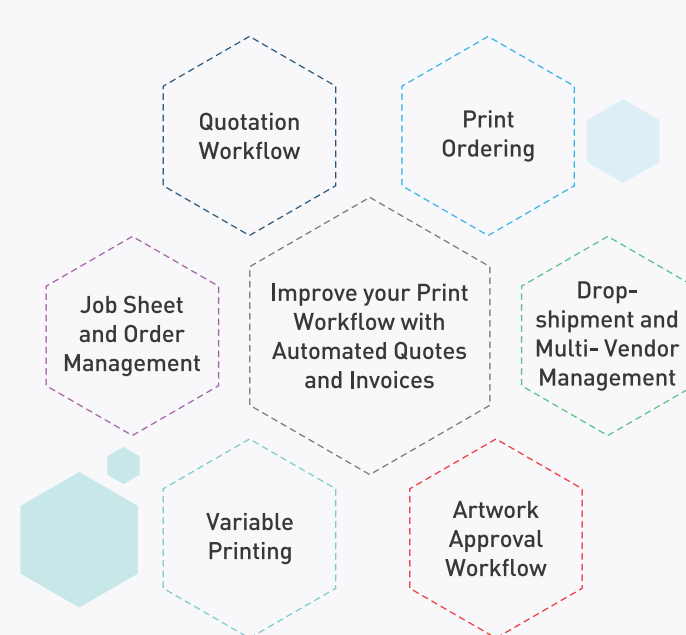 Quotation
Workflow
Print
Ordering
Job Sheet
and Order
Management
Improve your Print
Workflow with
Automated Quotes
and Invoices
Drop-
shipment and
Multi- Vendor
Management
Variable
Printing
Artwork
Approval
Workflow